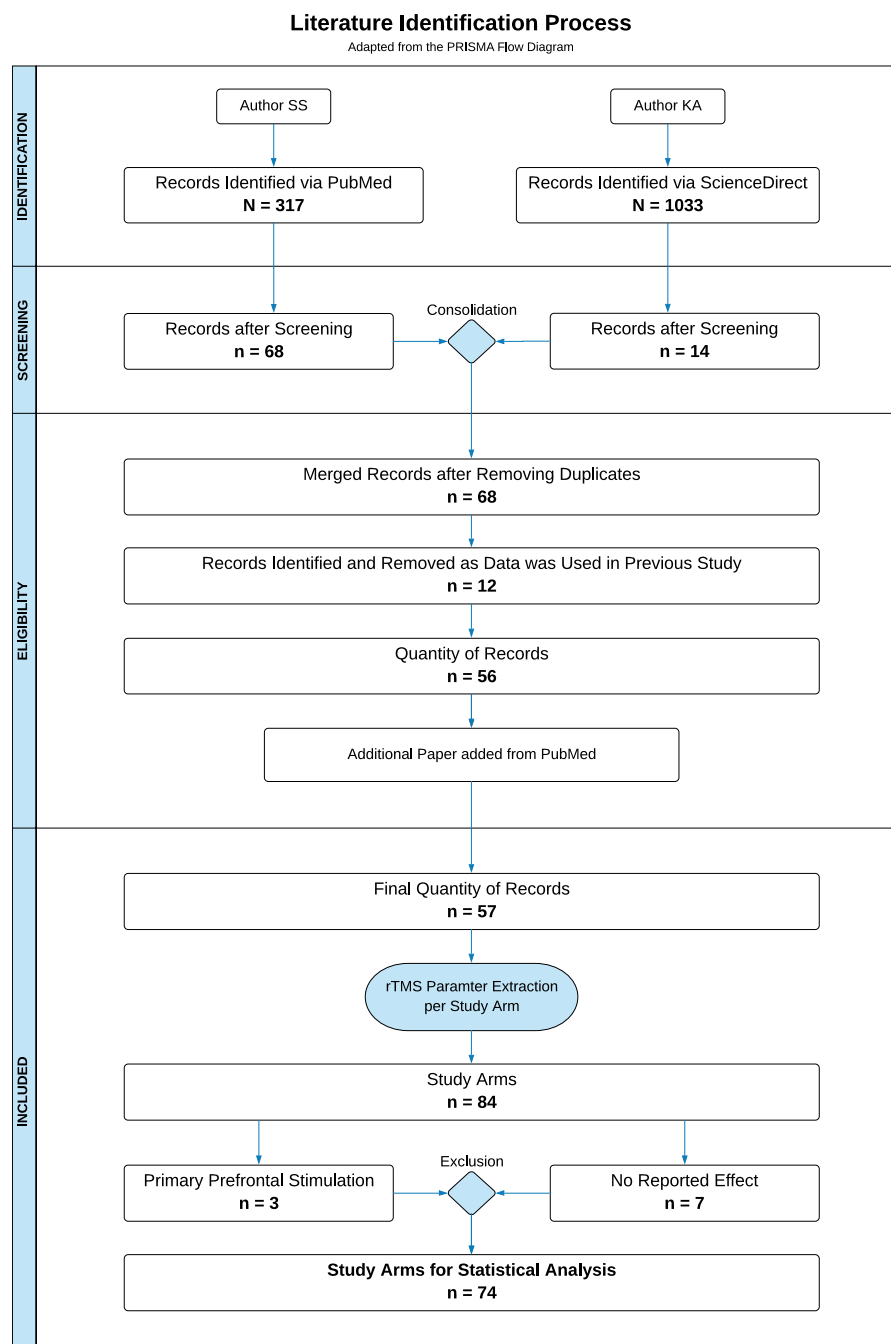 Literature Identification Process
Adapted from the PRISMA Flow Diagram
IDENTIFICATION
Author SS
Author KA
Records Identified via PubMed
N = 317
Records Identified via ScienceDirect
N = 1033
SCREENING
Records after Screening
n = 68
Consolidation
Records after Screening
n = 14
ELIGIBILITY
Merged Records after Removing Duplicates
n = 68
Records Identified and Removed as Data was Used in Previous Study
n = 12
Quantity of Records
n = 56
Additional Paper added from PubMed
INCLUDED
Final Quantity of Records
n = 57
rTMS Paramter Extraction
per Study Arm
Study Arms
n = 84
Primary Prefrontal Stimulation
n = 3
Exclusion
No Reported Effect
n = 7
Study Arms for Statistical Analysis
n = 74